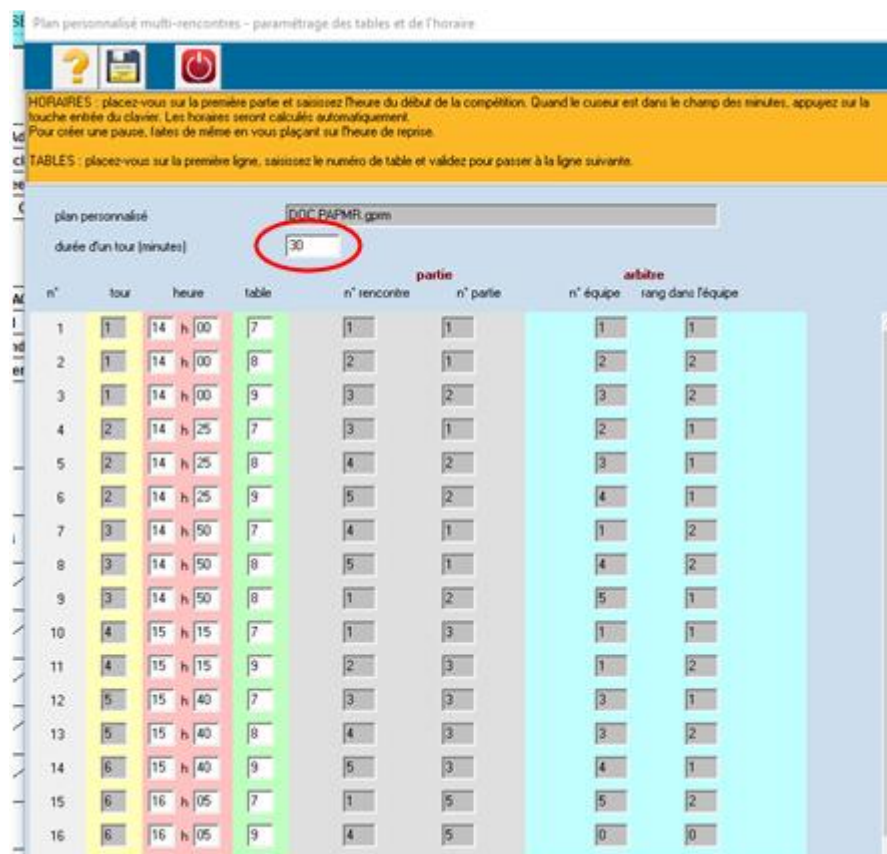 Plan personnalisé multi-rencontres - paramétrage des tables et de l'horaire
HORAIRES : placez-vous sur la première partie et saisissez l'heure du début de la compétition. Quand le cuseur est dans le champ des minutes, appuyez sur la
touche entrée du clavier. Les horaires seront calculés automatiquement.
Pour créer une pause, faites de même en vous plaçant sur l'heure de reprise.
TABLES : placez-vous sur la première ligne, saisissez le numéro de table et validez pour passer à la ligne suivante.
plan personnalisé DOC.PAPMR.gprm
durée d'un tour (minutes) 30
partie arbitre
n° tour heure table n° rencontre n° partie n° équipe rang dans l'équipe
1 1 14 h 00 7 1 1 1 1
2 1 14 h 00 8 2 1 2 2
3 1 14 h 00 9 3 2 3 2
4 2 14 h 25 7 3 1 2 1
5 2 14 h 25 8 4 2 3 1
6 2 14 h 25 9 5 2 4 1
7 3 14 h 50 7 4 1 1 2
8 3 14 h 50 8 5 1 4 2
9 3 14 h 50 8 1 2 5 1
10 4 15 h 15 7 1 3 1 1
11 4 15 h 15 9 2 3 1 2
12 5 15 h 40 7 3 3 3 1
13 5 15 h 40 8 4 3 3 2
14 6 15 h 40 9 5 3 4 1
15 6 16 h 05 7 1 5 5 2
16 6 16 h 05 9 4 5 0 0